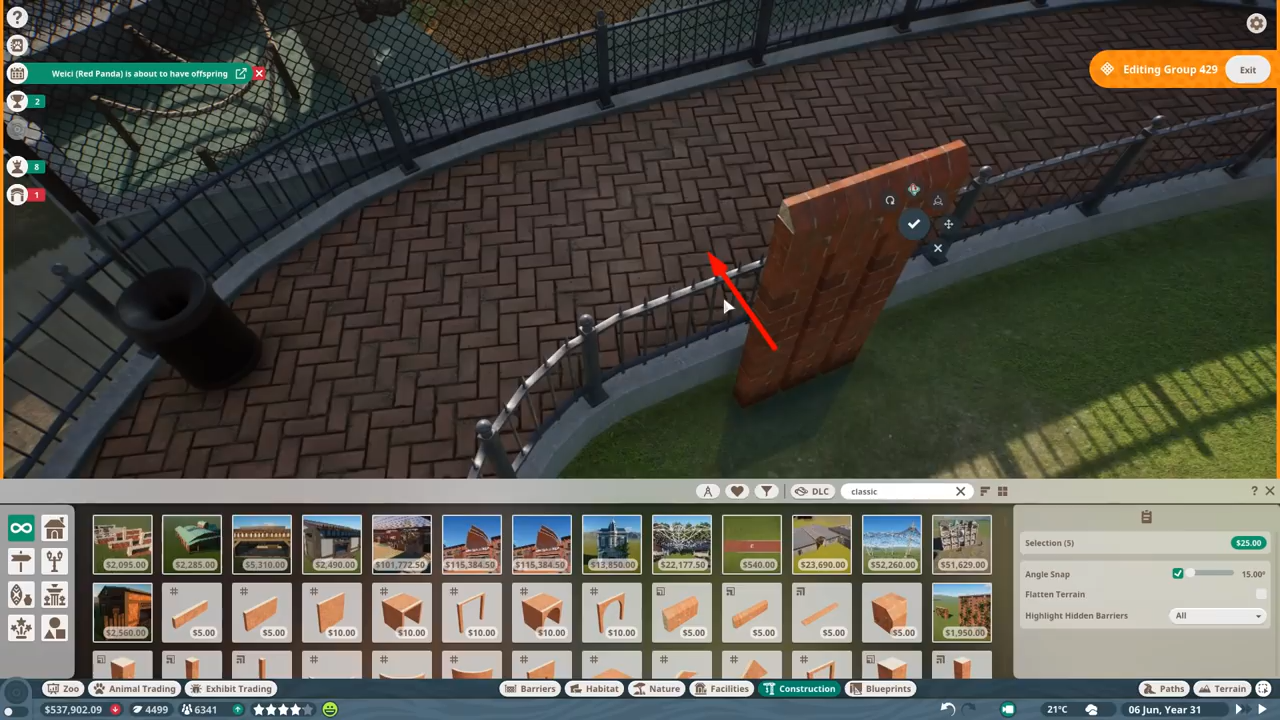 ?
Weici (Red Panda) is about to have offspring
2
8
1
Editing Group 429
Exit
DLC
classic
?
$2,095.00
$2,285.00
$5,310.00
$2,490.00
$101,772.50
$115,384.50
$115,384.50
$13,850.00
$22,177.50
$540.00
$23,690.00
$52,260.00
$51,629.00
$2,560.00
$5.00
$5.00
$10.00
$10.00
$10.00
$10.00
$10.00
$5.00
$5.00
$5.00
$5.00
$1,950.00
Selection (5)
$25.00
Angle Snap
15.00°
Flatten Terrain
Highlight Hidden Barriers
All
Zoo
Animal Trading
Exhibit Trading
Barriers
Habitat
Nature
Facilities
Construction
Blueprints
Paths
Terrain
$537,902.09
4499
6341
21°C
06 Jun, Year 31